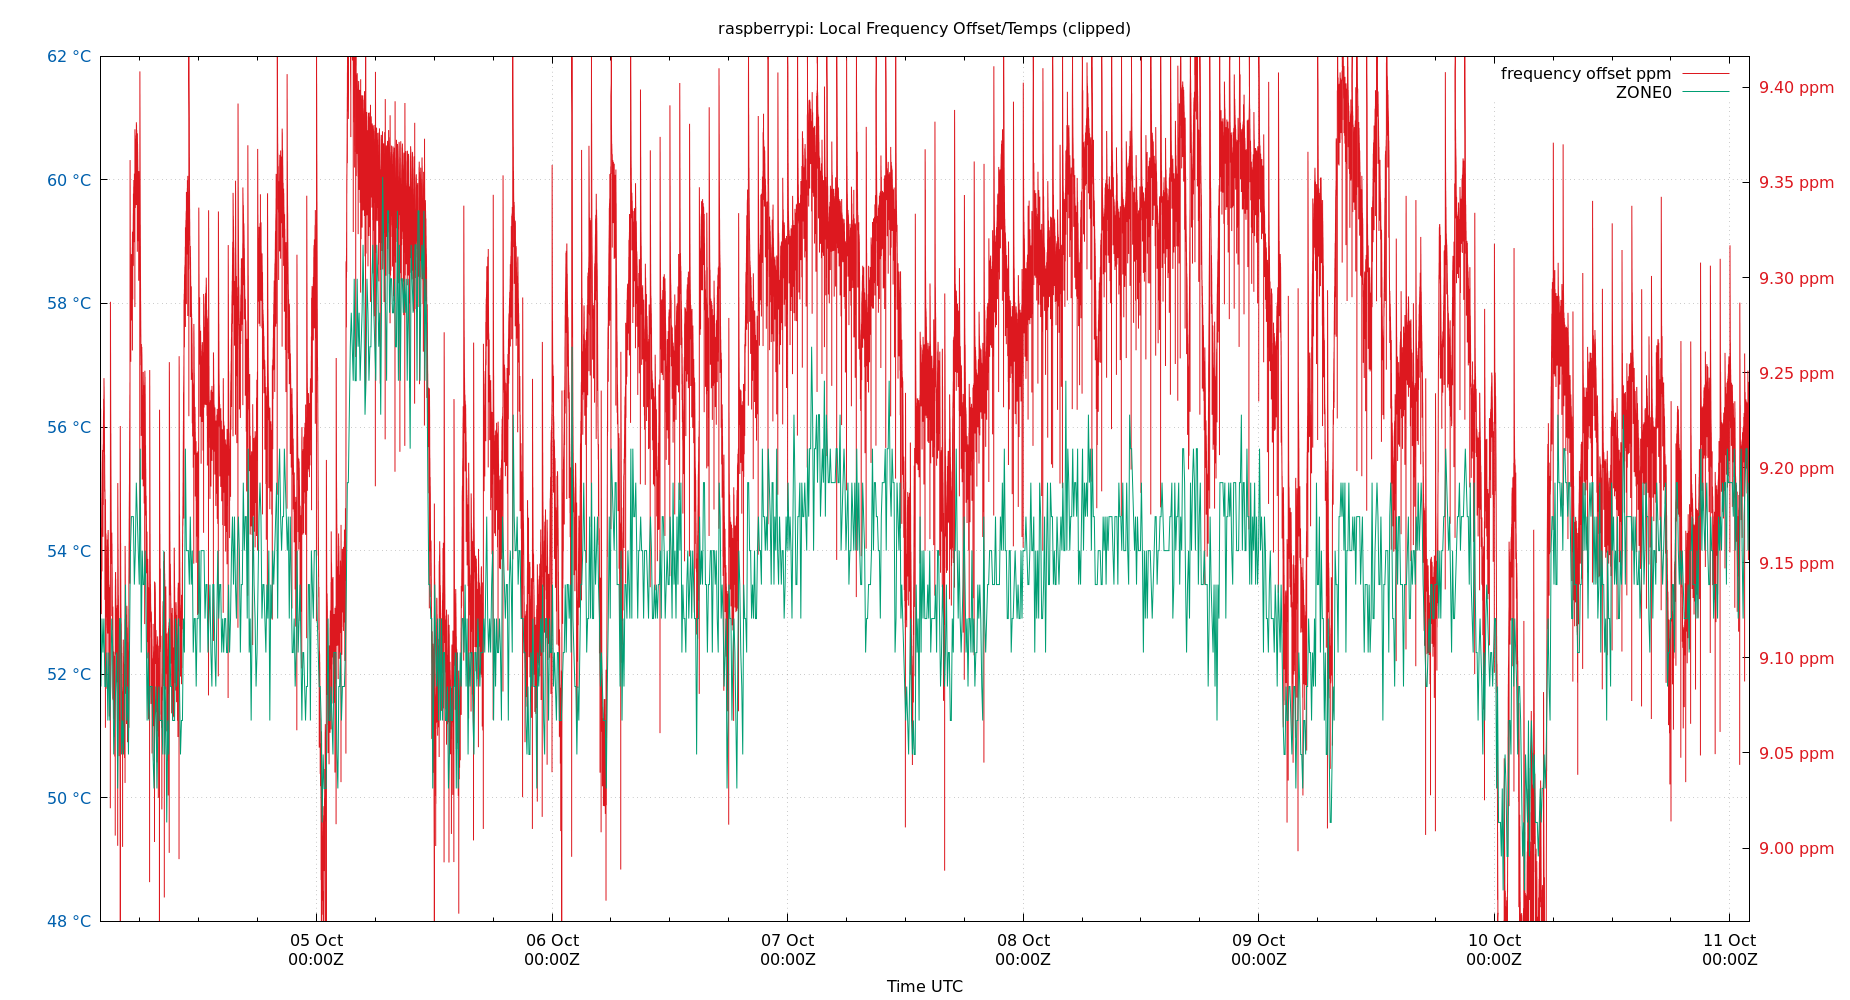 raspberrypi: Local Frequency Offset/Temps (clipped)
62 °C
60 °C
58 °C
56 °C
54 °C
52 °C
50 °C
48 °C
frequency offset ppm
ZONE0
9.40 ppm
9.35 ppm
9.30 ppm
9.25 ppm
9.20 ppm
9.15 ppm
9.10 ppm
9.05 ppm
9.00 ppm
05 Oct
00:00Z
06 Oct
00:00Z
07 Oct
00:00Z
08 Oct
00:00Z
09 Oct
00:00Z
10 Oct
00:00Z
11 Oct
00:00Z
Time UTC